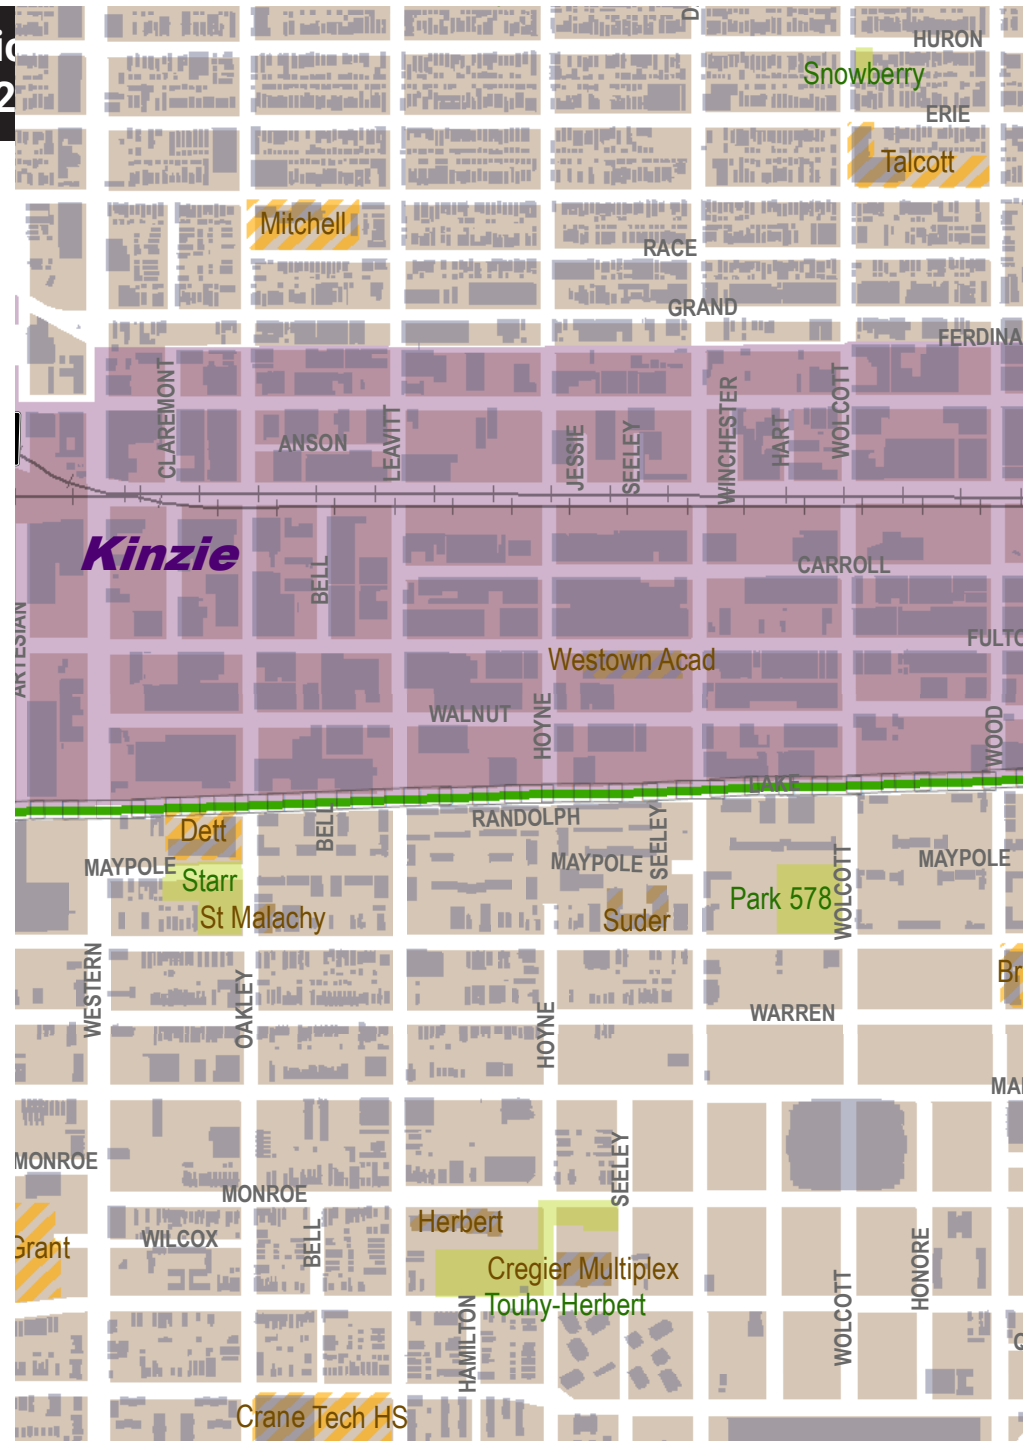 HURON
Snowberry
ERIE
Talcott
Mitchell
RACE
GRAND
FERDINA
CLAREMONT
ANSON
LEAVITT
JESSIE
SEELEY
WINCHESTER
HART
WOLCOTT
Kinzie
BELL
CARROLL
ARTESIAN
FULTO
Westown Acad
WALNUT
HOYNE
WOOD
LAKE
RANDOLPH
Dett
BELL
SEELEY
MAYPOLE
MAYPOLE
MAYPOLE
Starr
Park 578
WOLCOTT
St Malachy
Suder
WESTERN
OAKLEY
Br
HOYNE
WARREN
MA
MONROE
SEELEY
MONROE
Herbert
WILCOX
BELL
Grant
Cregier Multiplex
Touhy-Herbert
HONORE
WOLCOTT
HAMILTON
Crane Tech HS